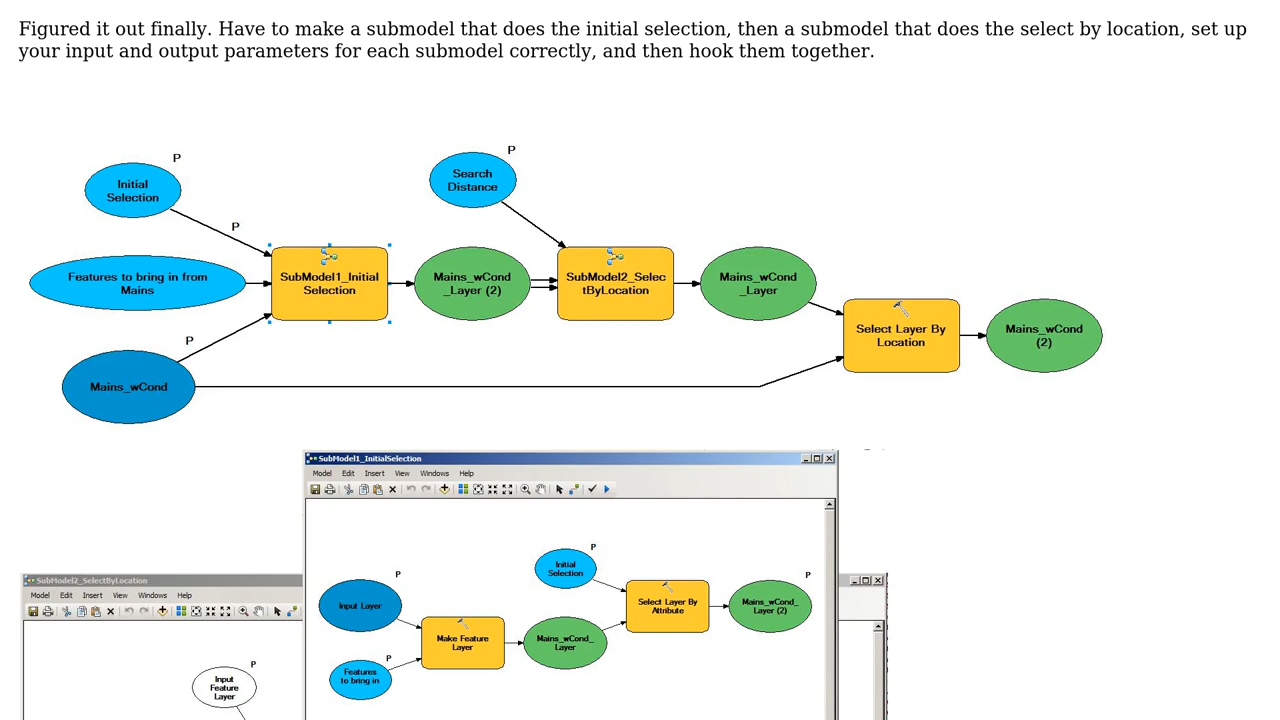 Figured it out finally. Have to make a submodel that does the initial selection, then a submodel that does the select by location, set up
your input and output parameters for each submodel correctly, and then hook them together.
P
P
Initial
Selection
Search
Distance
P
Features to bring in from
Mains
SubModel1_Initial
Selection
Mains_wCond
_Layer (2)
SubModel2_Selec
tByLocation
Mains_wCond
_Layer
Select Layer By
Location
Mains_wCond
(2)
P
Mains_wCond
SubModel1_InitialSelection
Model Edit Insert View Windows Help
P
Initial
Selection
P
Input Layer
Select Layer By
Attribute
P
Mains_wCond_
Layer (2)
Make Feature
Layer
Mains_wCond_
Layer
P
Features
to bring in
SubModel2_SelectByLocation
Model Edit Insert View Windows Help
P
Input
Feature
Layer